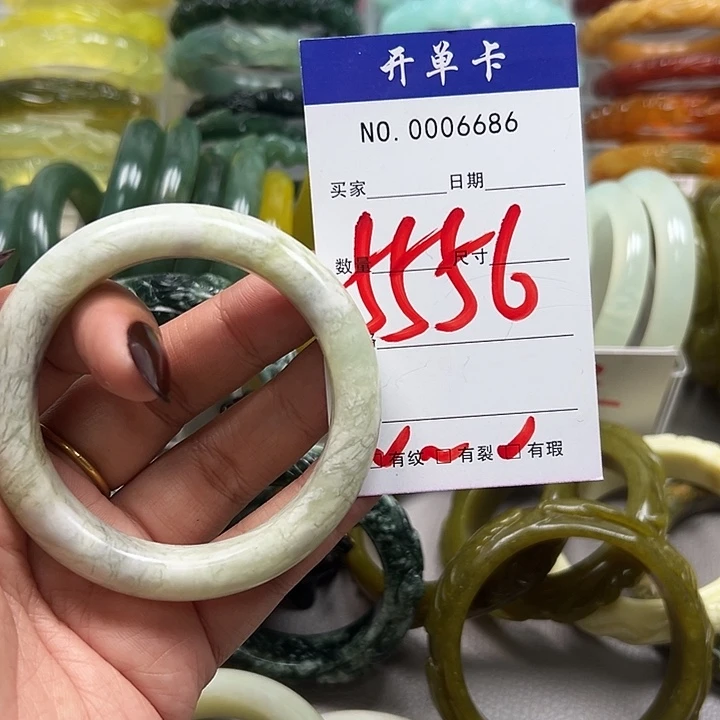 开单卡
NO. 0006686
买家 日期
数量 尺寸
5556
□有纹 □有裂 □有瑕